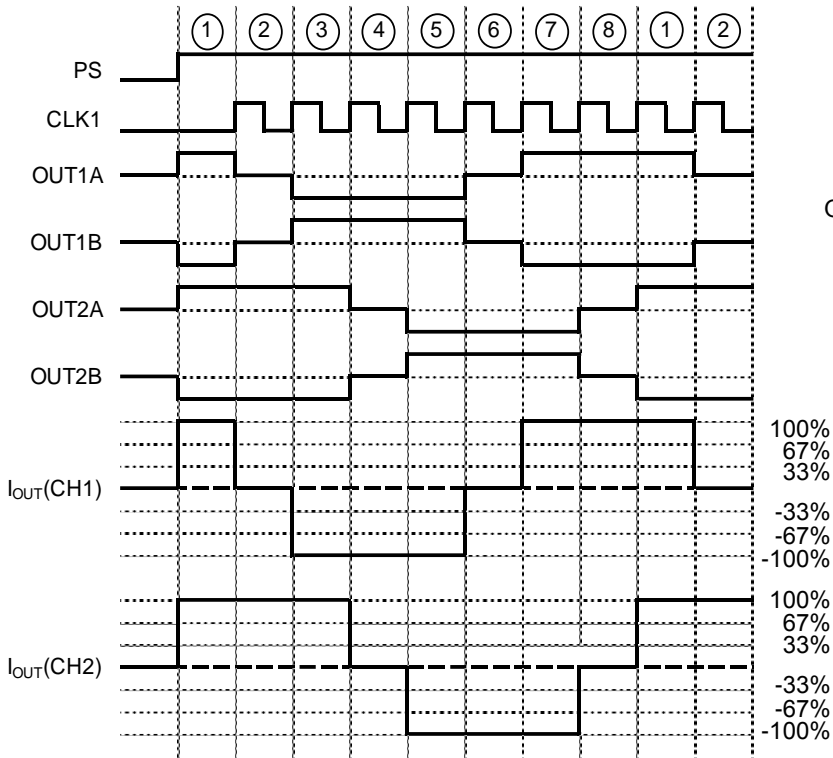 ① ② ③ ④ ⑤ ⑥ ⑦ ⑧ ① ②
PS
CLK1
OUT1A
OUT1B
OUT2A
OUT2B
IOUT(CH1)
100%
67%
33%
-33%
-67%
-100%
IOUT(CH2)
100%
67%
33%
-33%
-67%
-100%